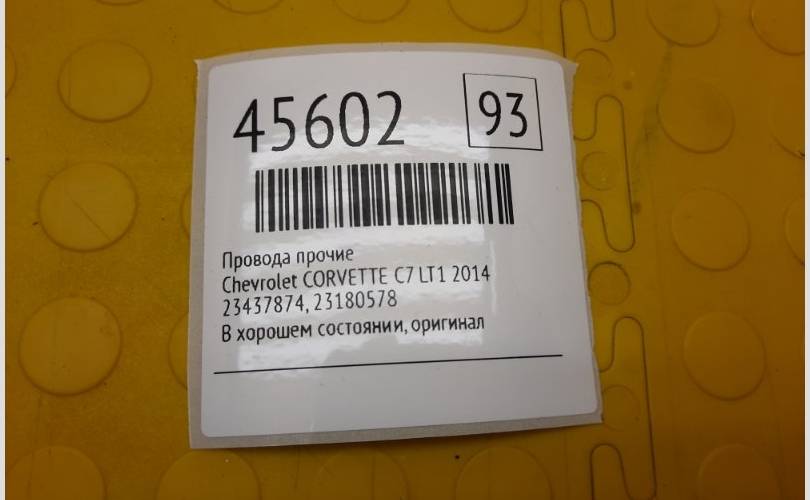 45602
93
Провода прочие
Chevrolet CORVETTE C7 LT1 2014
23437874, 23180578
В хорошем состоянии, оригинал